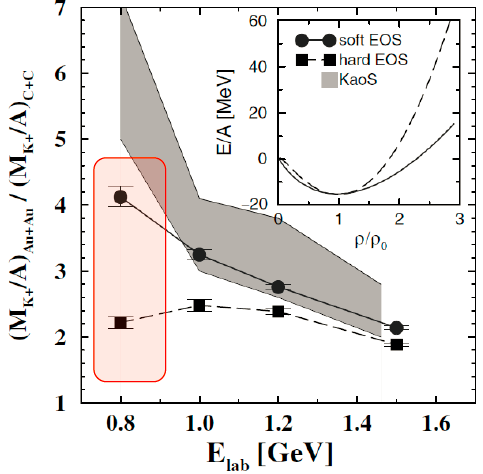 7
6
5
4
3
2
1
(M_K+/A)_Au+Au / (M_K+/A)_C+C
60
40
20
0
−20
E/A [MeV]
soft EOS
hard EOS
KaoS
0 1 2 3
ρ/ρ_0
0.8 1.0 1.2 1.4 1.6
E_lab [GeV]